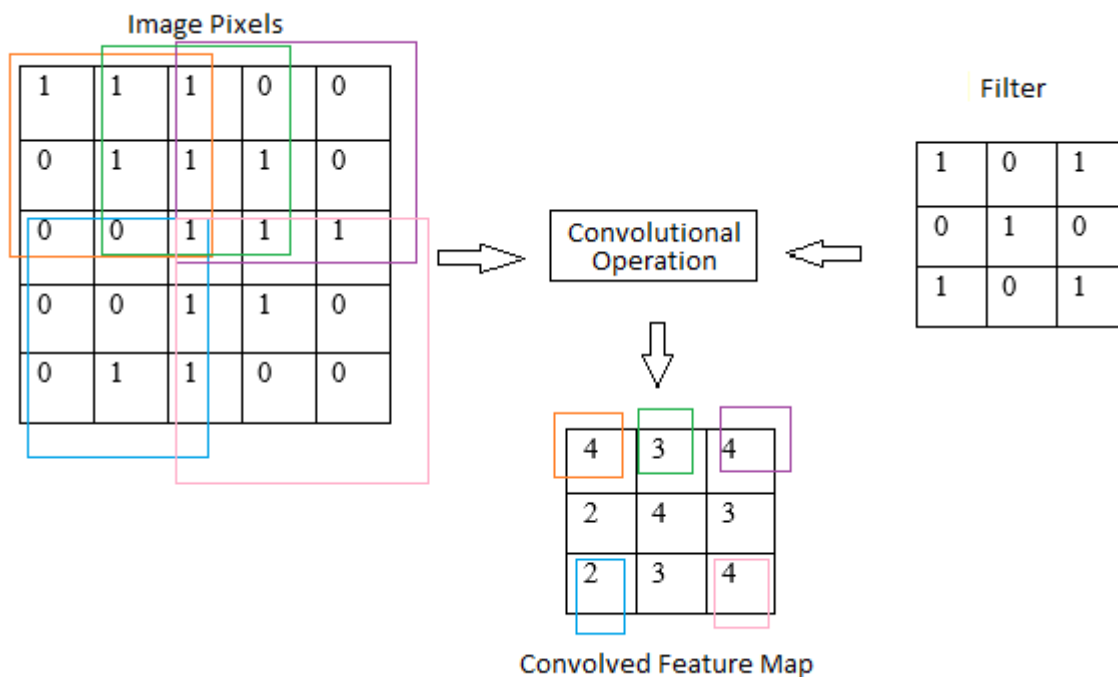 Image Pixels
1 1 1 0 0
0 1 1 1 0
0 0 1 1 1
0 0 1 1 0
0 1 1 0 0
Filter
1 0 1
0 1 0
1 0 1
Convolutional
Operation
4 3 4
2 4 3
2 3 4
Convolved Feature Map